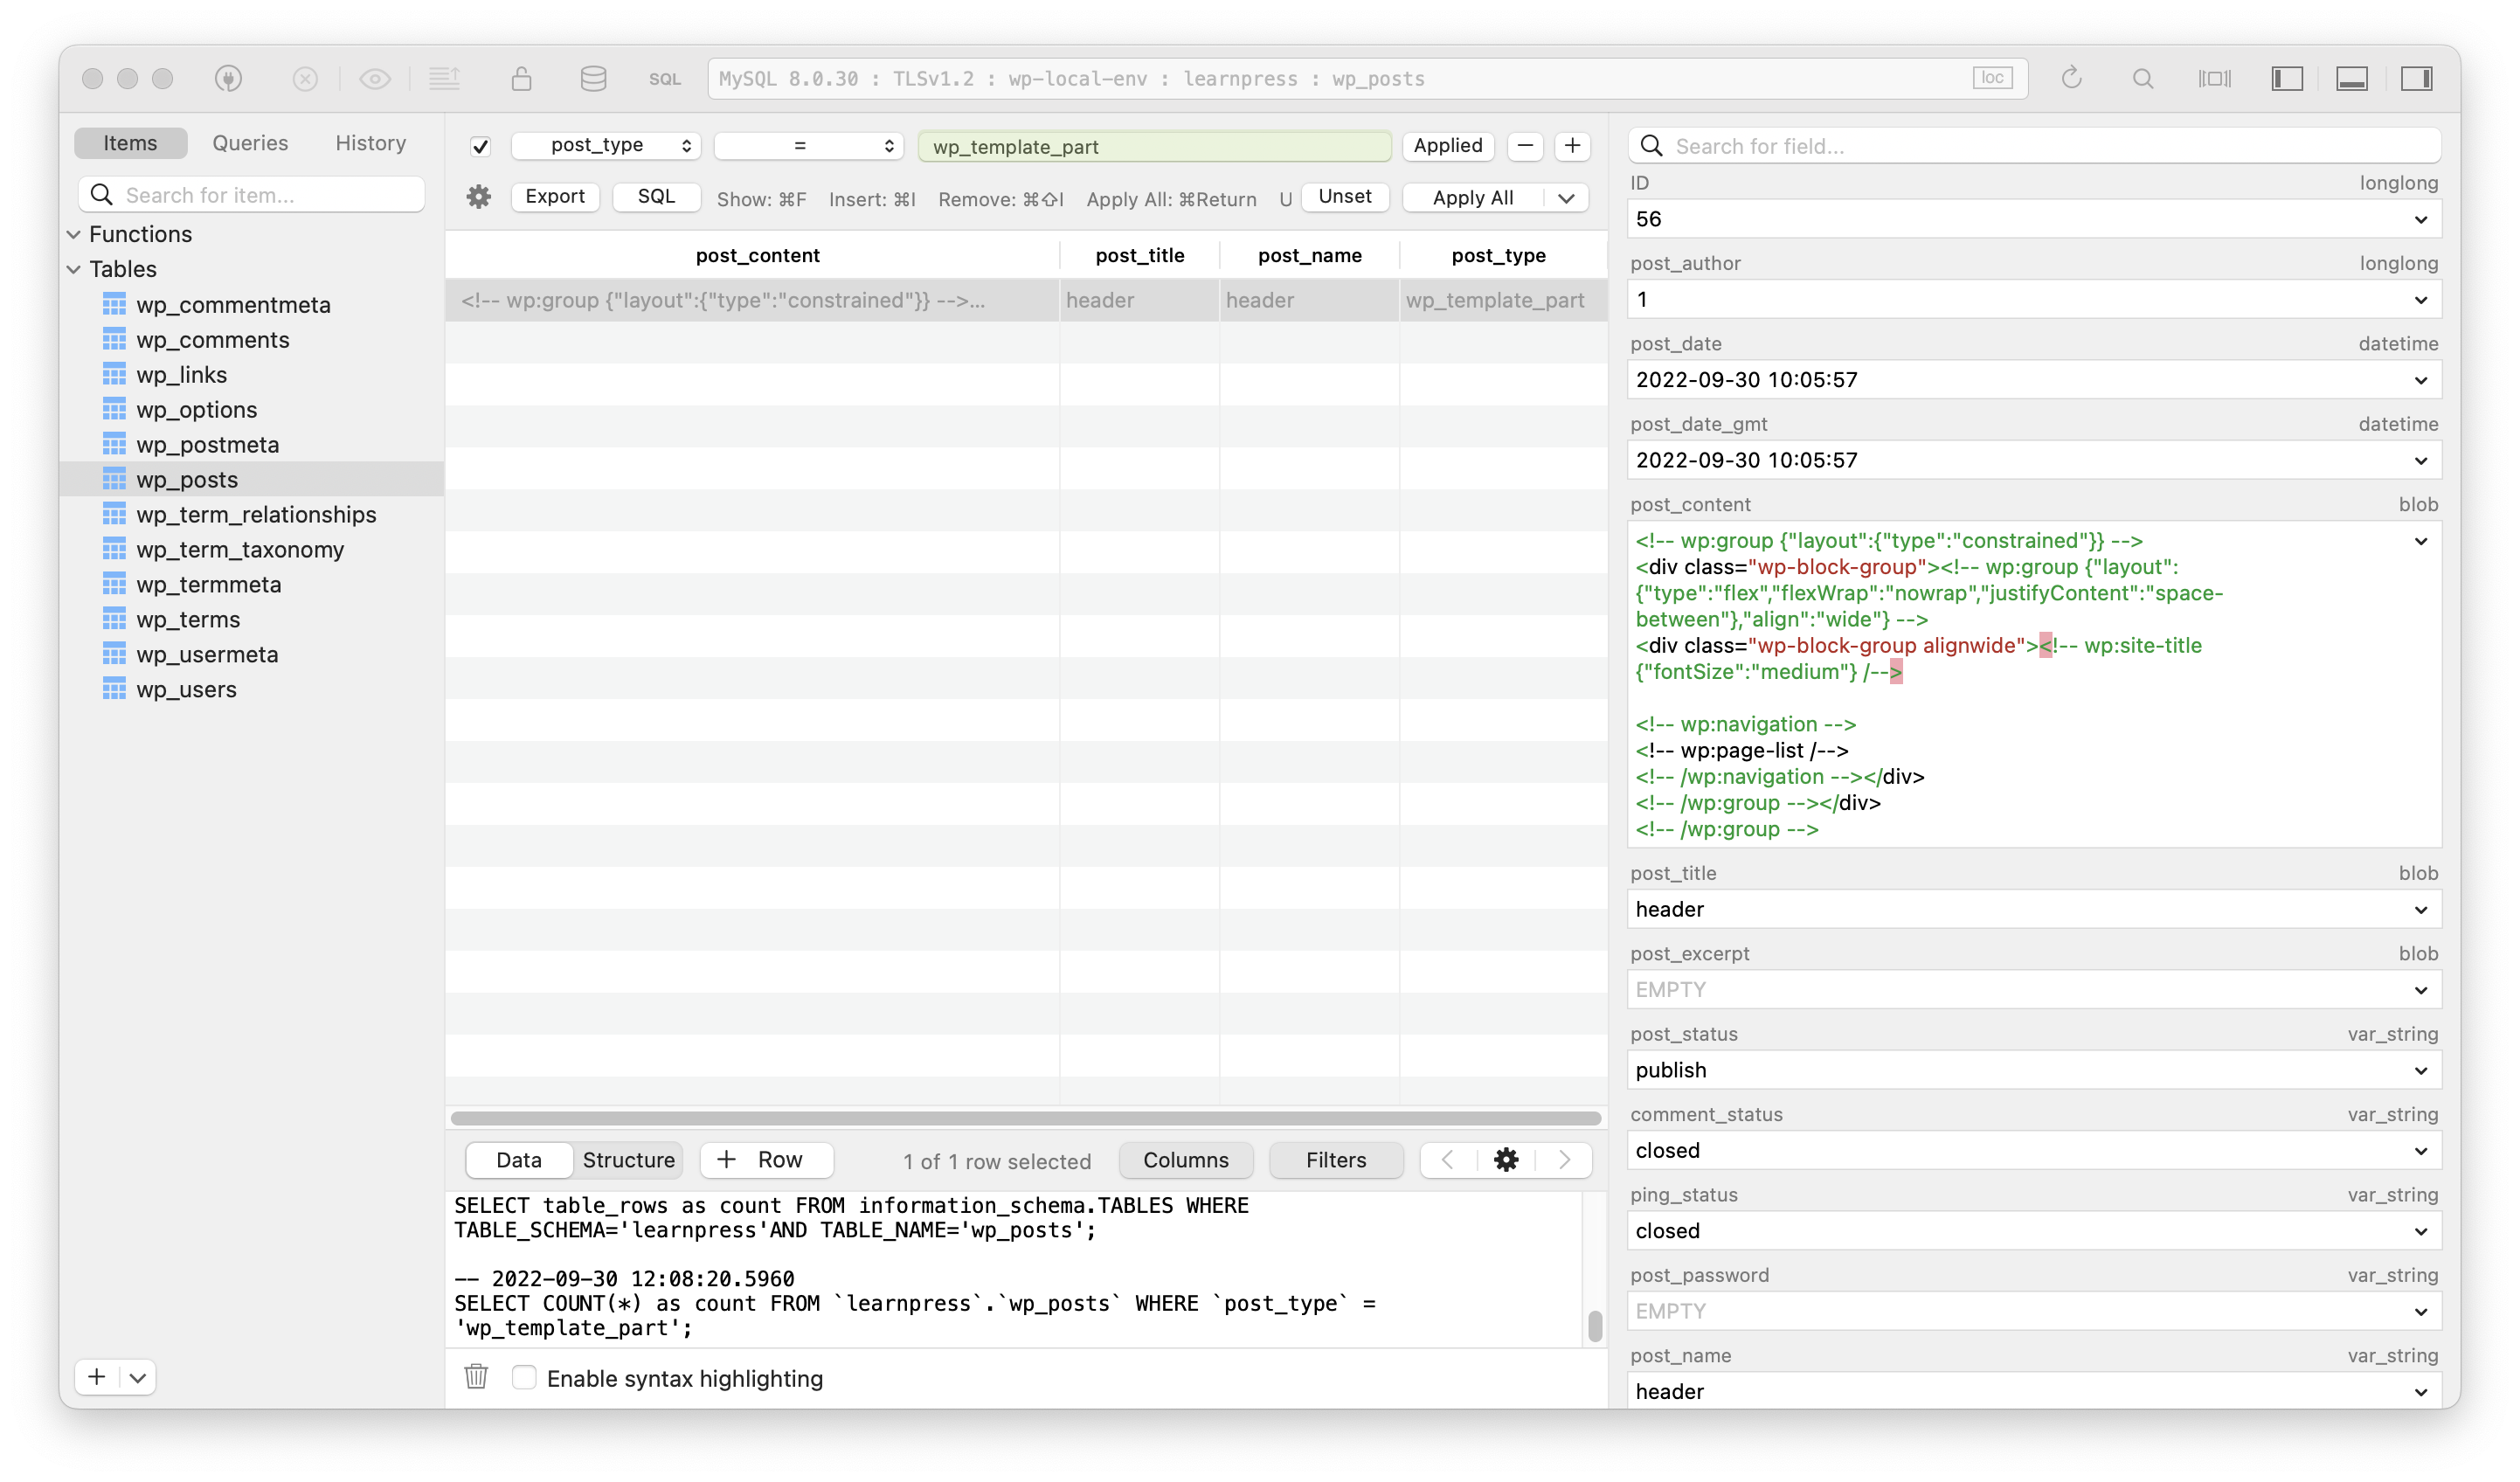 SQL
MySQL 8.0.30 : TLSv1.2 : wp-local-env : learnpress : wp_posts
loc
Items
Queries
History
Search for item...
Functions
Tables
wp_commentmeta
wp_comments
wp_links
wp_options
wp_postmeta
wp_posts
wp_term_relationships
wp_term_taxonomy
wp_termmeta
wp_terms
wp_usermeta
wp_users
post_type
=
wp_template_part
Applied
Export
SQL
Show: ⌘F
Insert: ⌘I
Remove: ⌘⇧I
Apply All: ⌘Return
U
Unset
Apply All
post_content
post_title
post_name
post_type
<!-- wp:group {"layout":{"type":"constrained"}} -->...
header
header
wp_template_part
Data
Structure
+ Row
1 of 1 row selected
Columns
Filters
SELECT table_rows as count FROM information_schema.TABLES WHERE
TABLE_SCHEMA='learnpress'AND TABLE_NAME='wp_posts';
-- 2022-09-30 12:08:20.5960
SELECT COUNT(*) as count FROM `learnpress`.`wp_posts` WHERE `post_type` =
'wp_template_part';
Enable syntax highlighting
Search for field...
ID
longlong
56
post_author
longlong
1
post_date
datetime
2022-09-30 10:05:57
post_date_gmt
datetime
2022-09-30 10:05:57
post_content
blob
<!-- wp:group {"layout":{"type":"constrained"}} -->
<div class="wp-block-group"><!-- wp:group {"layout":
{"type":"flex","flexWrap":"nowrap","justifyContent":"space-
between"},"align":"wide"} -->
<div class="wp-block-group alignwide"><!-- wp:site-title
{"fontSize":"medium"} /-->
<!-- wp:navigation -->
<!-- wp:page-list /-->
<!-- /wp:navigation --></div>
<!-- /wp:group --></div>
<!-- /wp:group -->
post_title
blob
header
post_excerpt
blob
EMPTY
post_status
var_string
publish
comment_status
var_string
closed
ping_status
var_string
closed
post_password
var_string
EMPTY
post_name
var_string
header